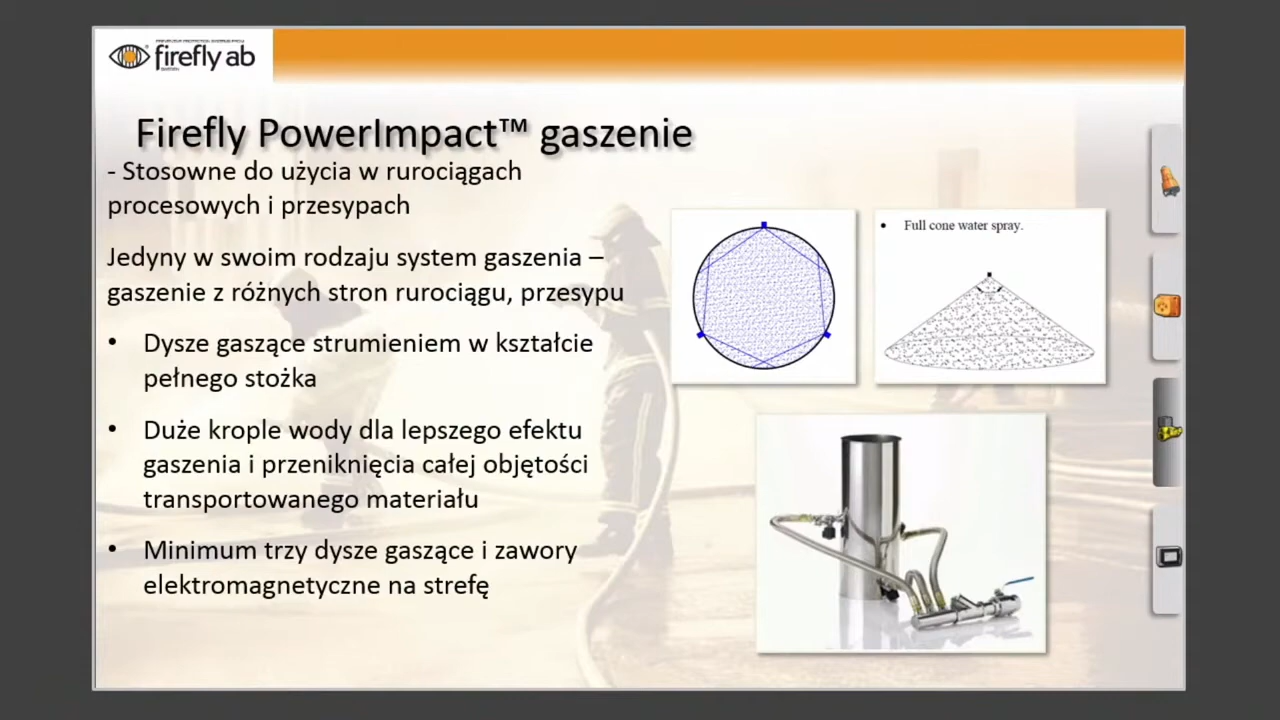 firefly ab
Firefly PowerImpact™ gaszenie
- Stosowne do użycia w rurociągach
procesowych i przesypach
Jedyny w swoim rodzaju system gaszenia –
gaszenie z różnych stron rurociągu, przesypu
• Dysze gaszące strumieniem w kształcie
pełnego stożka
• Duże krople wody dla lepszego efektu
gaszenia i przeniknięcia całej objętości
transportowanego materiału
• Minimum trzy dysze gaszące i zawory
elektromagnetyczne na strefę
• Full cone water spray.